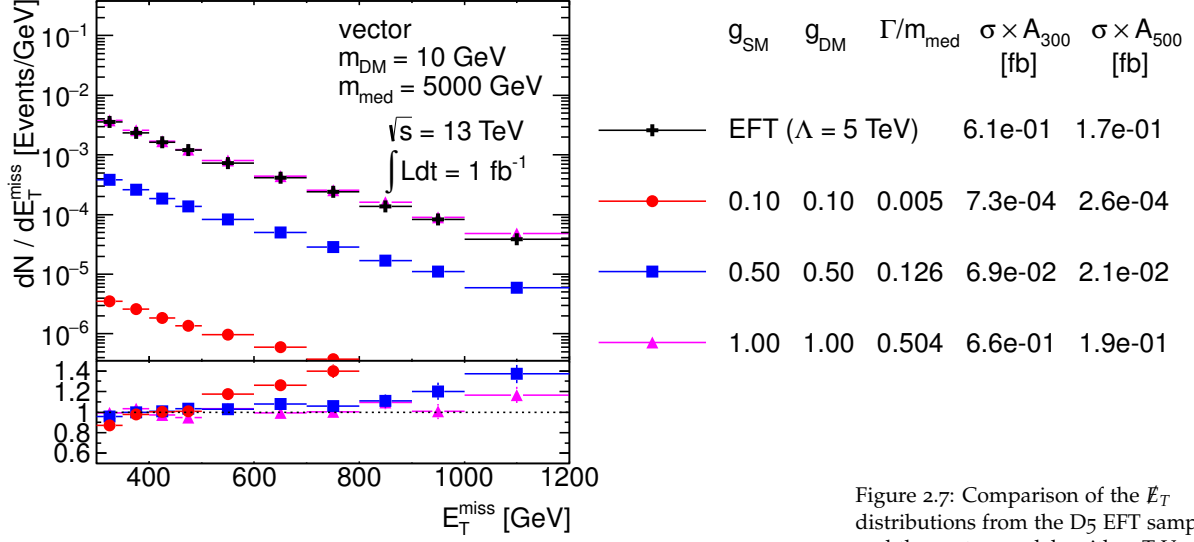 vector
m_DM = 10 GeV
m_med = 5000 GeV
√s = 13 TeV
∫ Ldt = 1 fb⁻¹
dN / dE_T^miss [Events/GeV]
10⁻¹
10⁻²
10⁻³
10⁻⁴
10⁻⁵
10⁻⁶
1.4
1.2
1
0.8
0.6
400 600 800 1000 1200
E_T^miss [GeV]
g_SM g_DM Γ/m_med σ × A_300 σ × A_500
[fb] [fb]
EFT (Λ = 5 TeV) 6.1e-01 1.7e-01
0.10 0.10 0.005 7.3e-04 2.6e-04
0.50 0.50 0.126 6.9e-02 2.1e-02
1.00 1.00 0.504 6.6e-01 1.9e-01
Figure 2.7: Comparison of the E̸_T
distributions from the D5 EFT samp